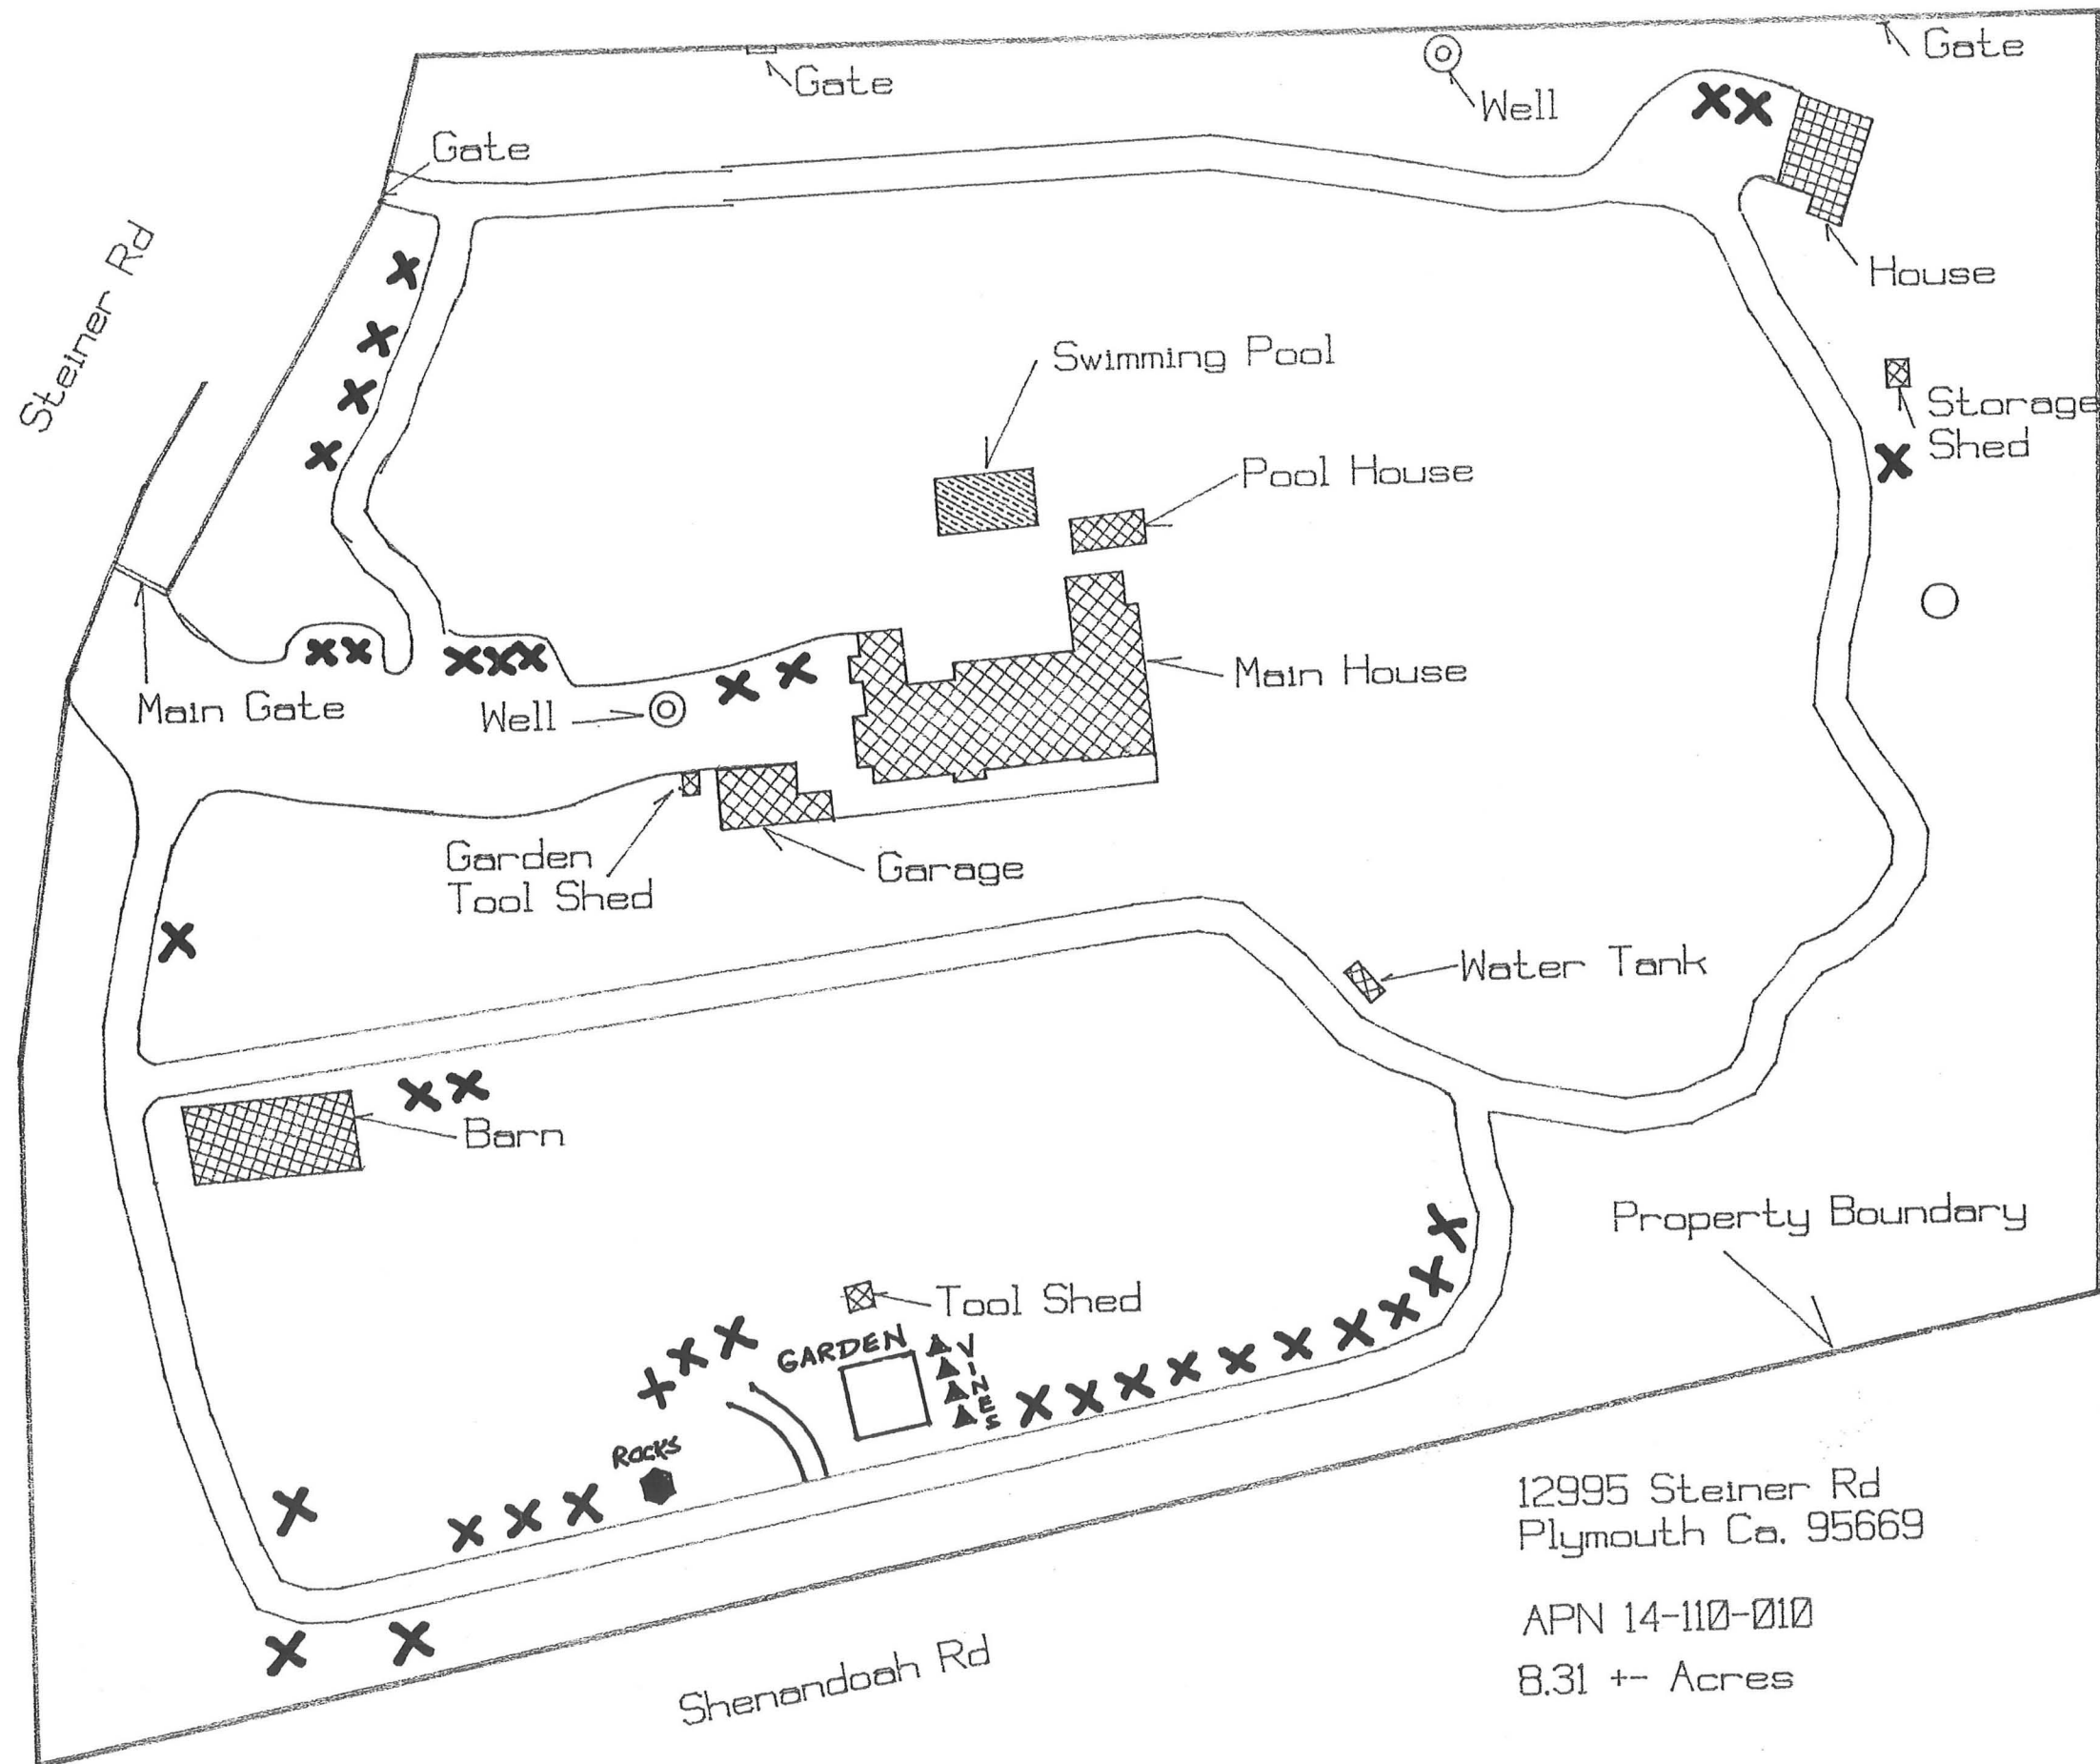 Gate
Gate
Well
Gate
House
Steiner Rd
Swimming Pool
Storage
Shed
Pool House
Main House
Main Gate
Well
Garden
Tool Shed
Garage
Water Tank
Barn
Property Boundary
Tool Shed
GARDEN
VINES
ROCKS
12995 Steiner Rd
Plymouth Ca. 95669
APN 14-110-010
8.31 +- Acres
Shenandoah Rd